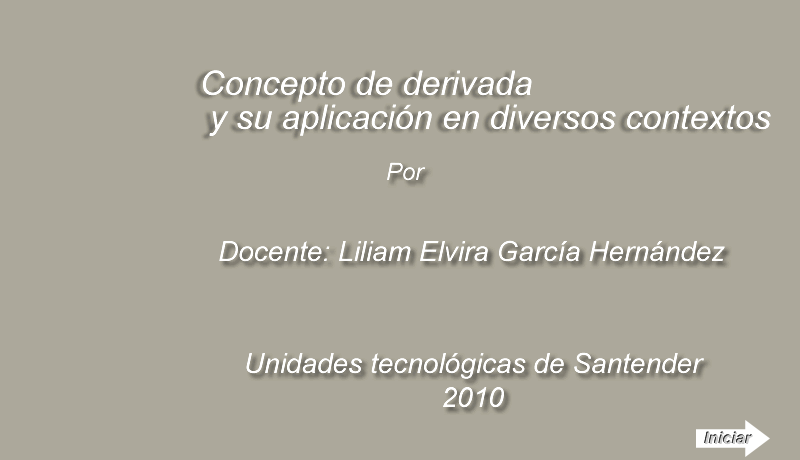 Concepto de derivada
y su aplicación en diversos contextos
Por
Docente: Liliam Elvira García Hernández
Unidades tecnológicas de Santender
2010
Iniciar